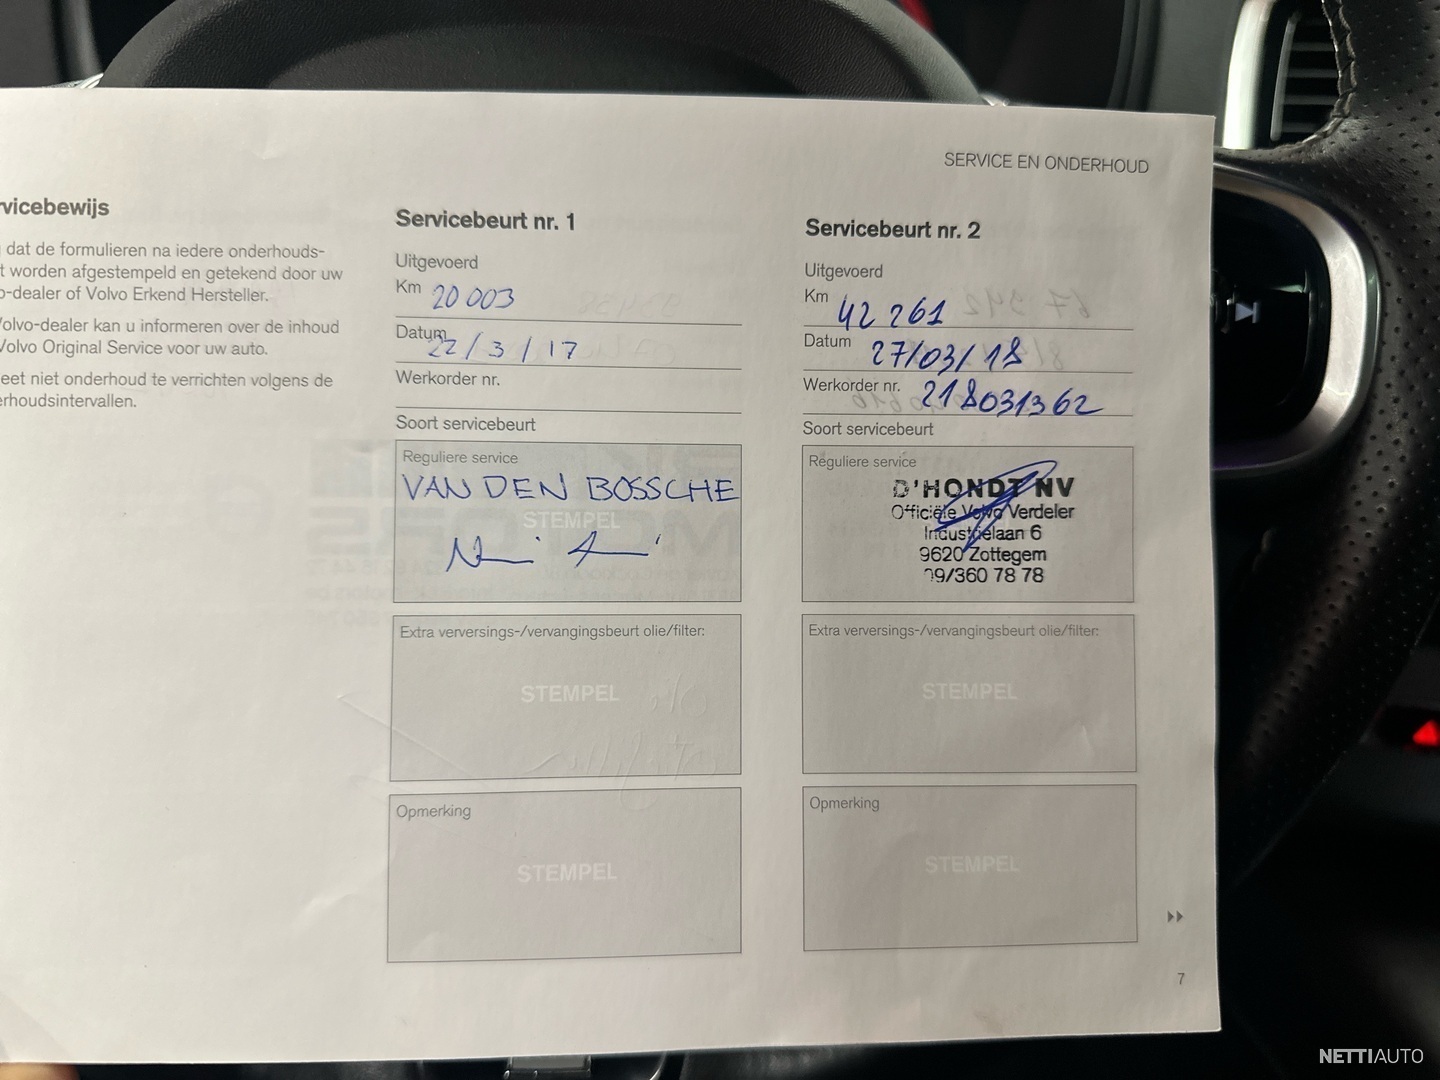 SERVICE EN ONDERHOUD
vicebewijs
dat de formulieren na iedere onderhouds-
t worden afgestempeld en getekend door uw
o-dealer of Volvo Erkend Hersteller.
Volvo-dealer kan u informeren over de inhoud
Volvo Original Service voor uw auto.
eet niet onderhoud te verrichten volgens de
erhoudsintervallen.
Servicebeurt nr. 1
Uitgevoerd
Km 20 003
Datum 22/3/17
Werkorder nr.
Soort servicebeurt
Reguliere service
VAN DEN BOSSCHE
STEMPEL
Extra verversings-/vervangingsbeurt olie/filter:
STEMPEL
Opmerking
STEMPEL
Servicebeurt nr. 2
Uitgevoerd
Km 42 261
Datum 27/03/18
Werkorder nr. 218031362
Soort servicebeurt
Reguliere service
D'HONDT NV
Officiële Volvo Verdeler
Industrielaan 6
9620 Zottegem
09/360 78 78
Extra verversings-/vervangingsbeurt olie/filter:
STEMPEL
Opmerking
STEMPEL
7
NETTIAUTO